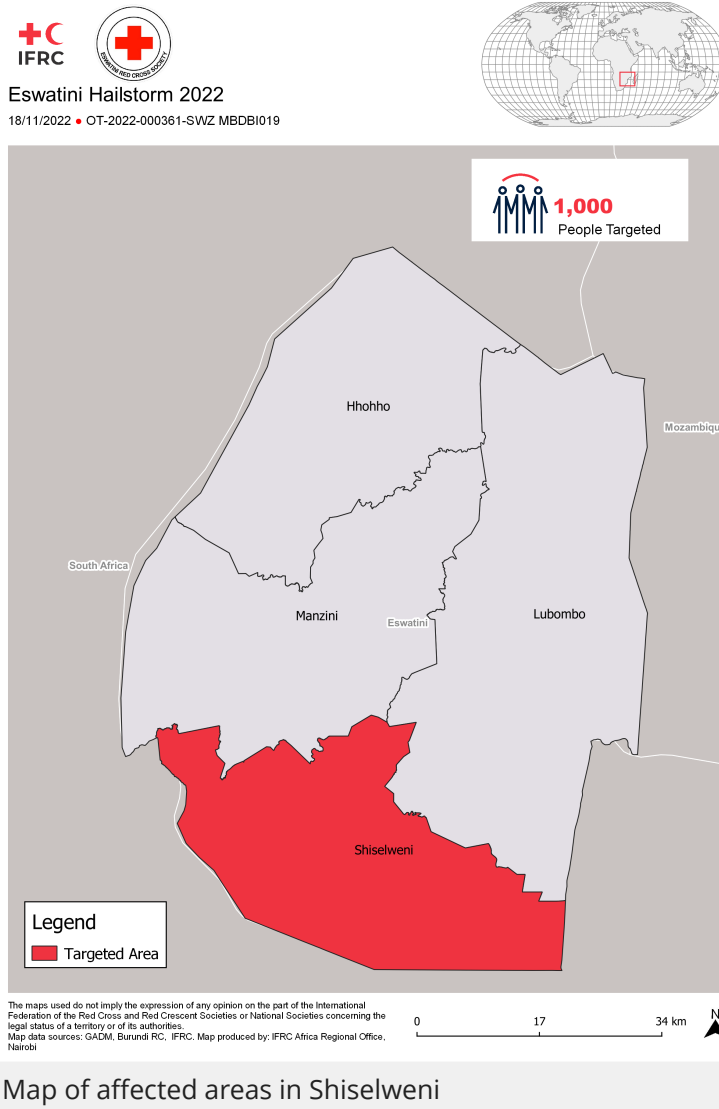 IFRC
ESWATINI RED CROSS SOCIETY
Eswatini Hailstorm 2022
18/11/2022 ● OT-2022-000361-SWZ MBDBI019
1,000
People Targeted
Hhohho
Mozambiqu
South Africa
Manzini
Eswatini
Lubombo
Shiselweni
Legend
Targeted Area
The maps used do not imply the expression of any opinion on the part of the International
Federation of the Red Cross and Red Crescent Societies or National Societies concerning the
legal status of a territory or of its authorities.
Map data sources: GADM, Burundi RC, IFRC. Map produced by: IFRC Africa Regional Office,
Nairobi
0 17 34 km
N
Map of affected areas in Shiselweni